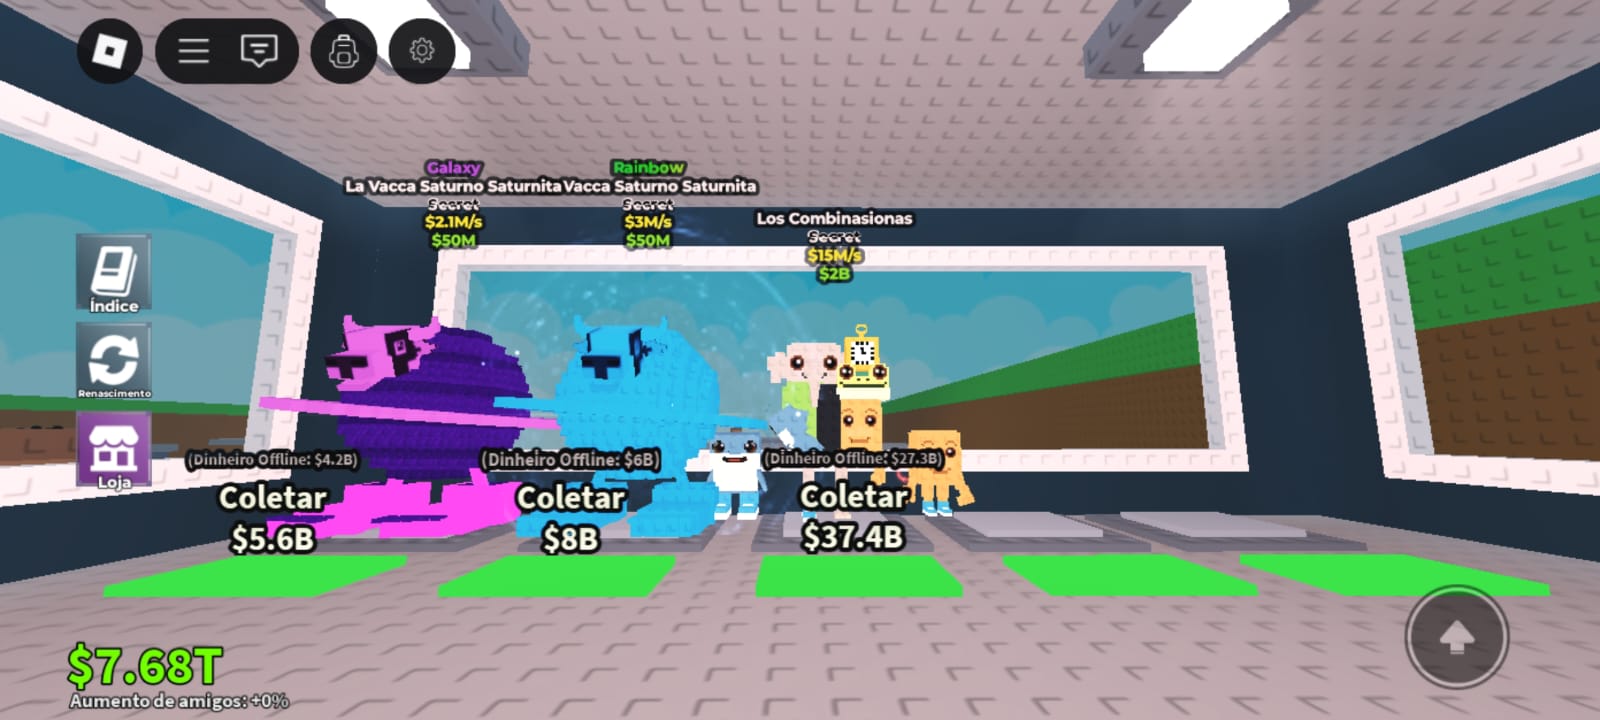 Galaxy
La Vacca Saturno Saturnita
Secret
$2.1M/s
$50M
Rainbow
Vacca Saturno Saturnita
Secret
$3M/s
$50M
Los Combinasionas
Secret
$15M/s
$2B
Índice
Renascimento
Loja
(Dinheiro Offline: $4.2B)
Coletar
$5.6B
(Dinheiro Offline: $6B)
Coletar
$8B
(Dinheiro Offline: $27.3B)
Coletar
$37.4B
$7.68T
Aumento de amigos: +0%